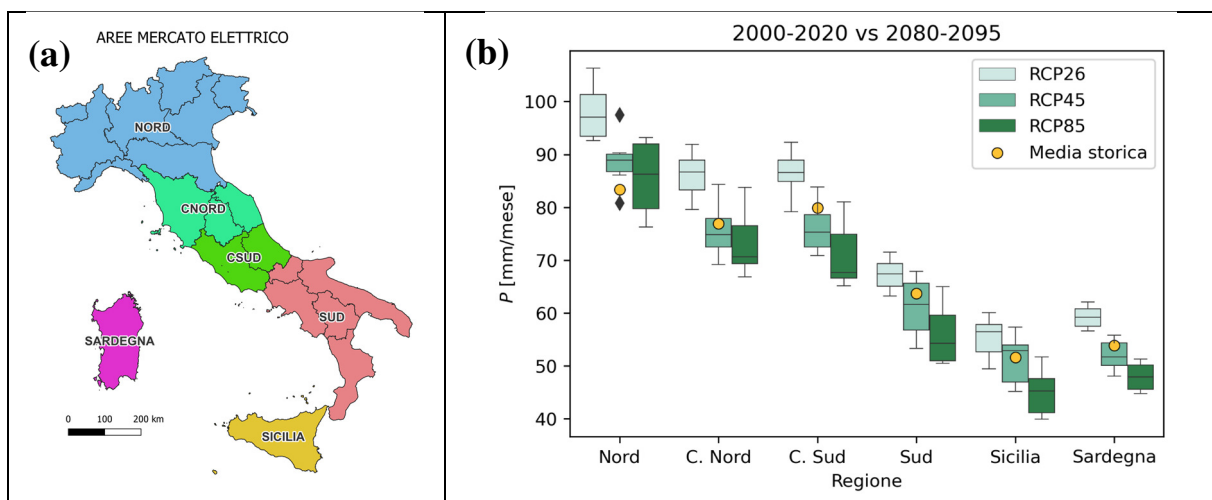 (a)
AREE MERCATO ELETTRICO
NORD
CNORD
CSUD
SUD
SARDEGNA
SICILIA
0 100 200 km
(b)
2000-2020 vs 2080-2095
RCP26
RCP45
RCP85
Media storica
P [mm/mese]
100
90
80
70
60
50
40
Nord C. Nord C. Sud Sud Sicilia Sardegna
Regione